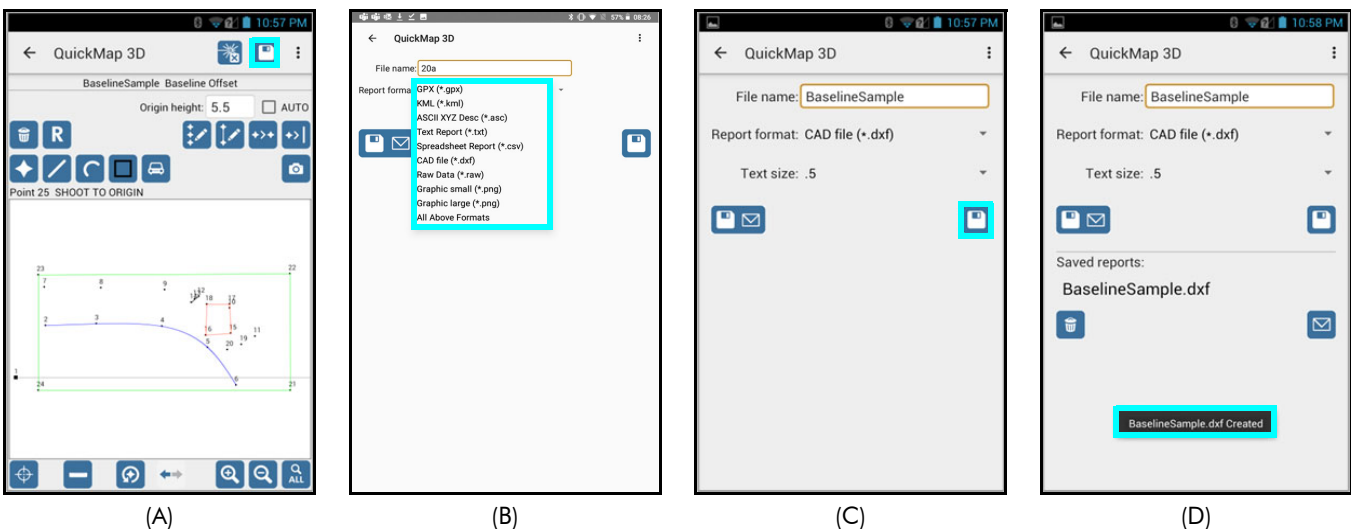 10:57 PM
QuickMap 3D
BaselineSample Baseline Offset
Origin height: 5.5 AUTO
R
Point 25 SHOOT TO ORIGIN
23 22
7 8 9 12
18 17
2 3 4
16 15 11
5 20 19
1
6
24 21
ALL
(A)
57% 08:26
QuickMap 3D
File name: 20a
Report forma
GPX (*.gpx)
KML (*.kml)
ASCII XYZ Desc (*.asc)
Text Report (*.txt)
Spreadsheet Report (*.csv)
CAD file (*.dxf)
Raw Data (*.raw)
Graphic small (*.png)
Graphic large (*.png)
All Above Formats
(B)
10:57 PM
QuickMap 3D
File name: BaselineSample
Report format: CAD file (*.dxf)
Text size: .5
(C)
10:58 PM
QuickMap 3D
File name: BaselineSample
Report format: CAD file (*.dxf)
Text size: .5
Saved reports:
BaselineSample.dxf
BaselineSample.dxf Created
(D)